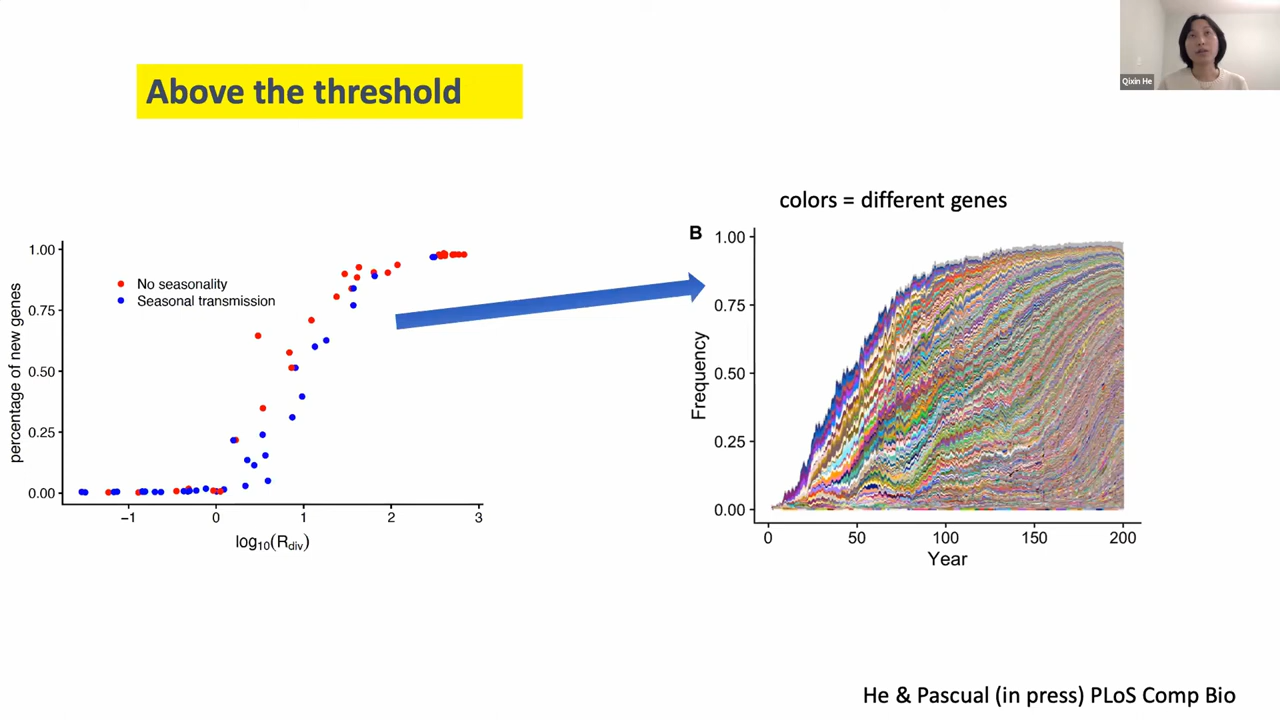 Qixin He
Above the threshold
colors = different genes
percentage of new genes
1.00
0.75
0.50
0.25
0.00
No seasonality
Seasonal transmission
−1
0
1
2
3
log10(Rdiv)
B
Frequency
1.00
0.75
0.50
0.25
0.00
0
50
100
150
200
Year
He & Pascual (in press) PLoS Comp Bio